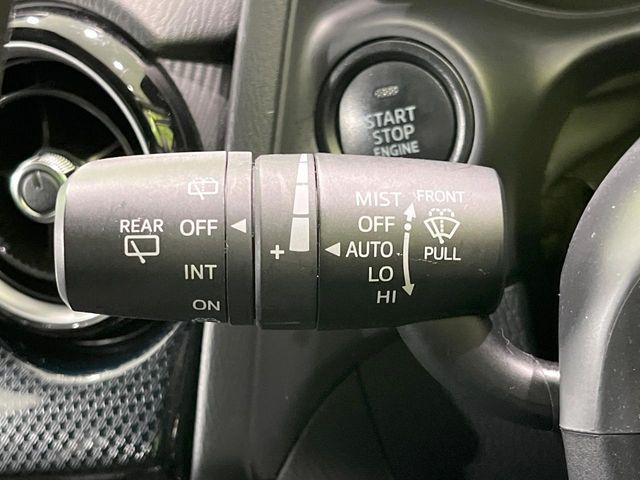 START
STOP
ENGINE
REAR
OFF
INT
ON
+
MIST
OFF
AUTO
LO
HI
FRONT
PULL